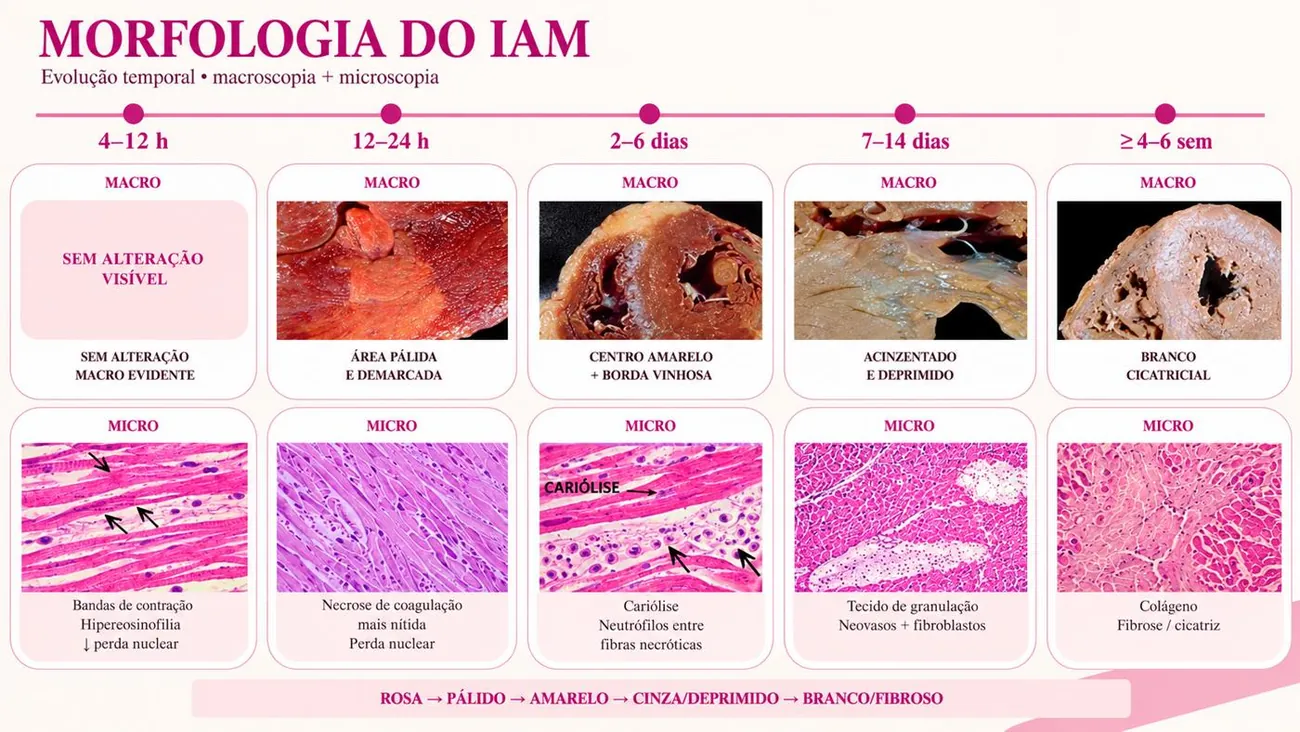 MORFOLOGIA DO IAM
Evolução temporal • macroscopia + microscopia
4–12 h
12–24 h
2–6 dias
7–14 dias
≥ 4–6 sem
MACRO
SEM ALTERAÇÃO
VISÍVEL
SEM ALTERAÇÃO
MACRO EVIDENTE
MACRO
ÁREA PÁLIDA
E DEMARCADA
MACRO
CENTRO AMARELO
+ BORDA VINHOSA
MACRO
ACINZENTADO
E DEPRIMIDO
MACRO
BRANCO
CICATRICIAL
MICRO
Bandas de contração
Hipereosinofilia
↓ perda nuclear
MICRO
Necrose de coagulação
mais nítida
Perda nuclear
MICRO
CARIÓLISE
Cariólise
Neutrófilos entre
fibras necróticas
MICRO
Tecido de granulação
Neovasos + fibroblastos
MICRO
Colágeno
Fibrose / cicatriz
ROSA → PÁLIDO → AMARELO → CINZA/DEPRIMIDO → BRANCO/FIBROSO